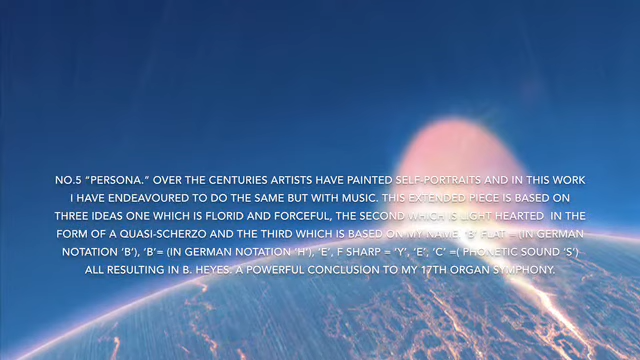 NO.5 “PERSONA.” OVER THE CENTURIES ARTISTS HAVE PAINTED SELF-PORTRAITS AND IN THIS WORK
I HAVE ENDEAVOURED TO DO THE SAME BUT WITH MUSIC. THIS EXTENDED PIECE IS BASED ON
THREE IDEAS ONE WHICH IS FLORID AND FORCEFUL, THE SECOND WHICH IS LIGHT HEARTED IN THE
FORM OF A QUASI-SCHERZO AND THE THIRD WHICH IS BASED ON MY NAME. ‘B’ FLAT =(IN GERMAN
NOTATION ‘B’), ‘B’= (IN GERMAN NOTATION ‘H’), ‘E’, F SHARP = ‘Y’, ‘E’, ‘C’ =( PHONETIC SOUND ‘S’)
ALL RESULTING IN B. HEYES. A POWERFUL CONCLUSION TO MY 17TH ORGAN SYMPHONY.